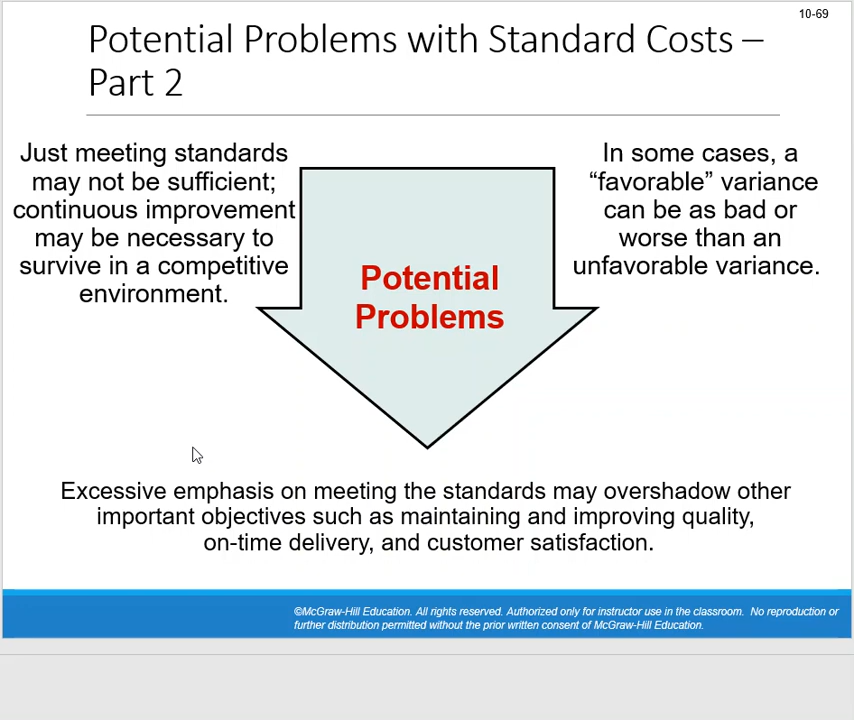 10-69
Potential Problems with Standard Costs –
Part 2
Just meeting standards
may not be sufficient;
continuous improvement
may be necessary to
survive in a competitive
environment.
In some cases, a
“favorable” variance
can be as bad or
worse than an
unfavorable variance.
Potential
Problems
Excessive emphasis on meeting the standards may overshadow other
important objectives such as maintaining and improving quality,
on-time delivery, and customer satisfaction.
©McGraw-Hill Education. All rights reserved. Authorized only for instructor use in the classroom.  No reproduction or
further distribution permitted without the prior written consent of McGraw-Hill Education.